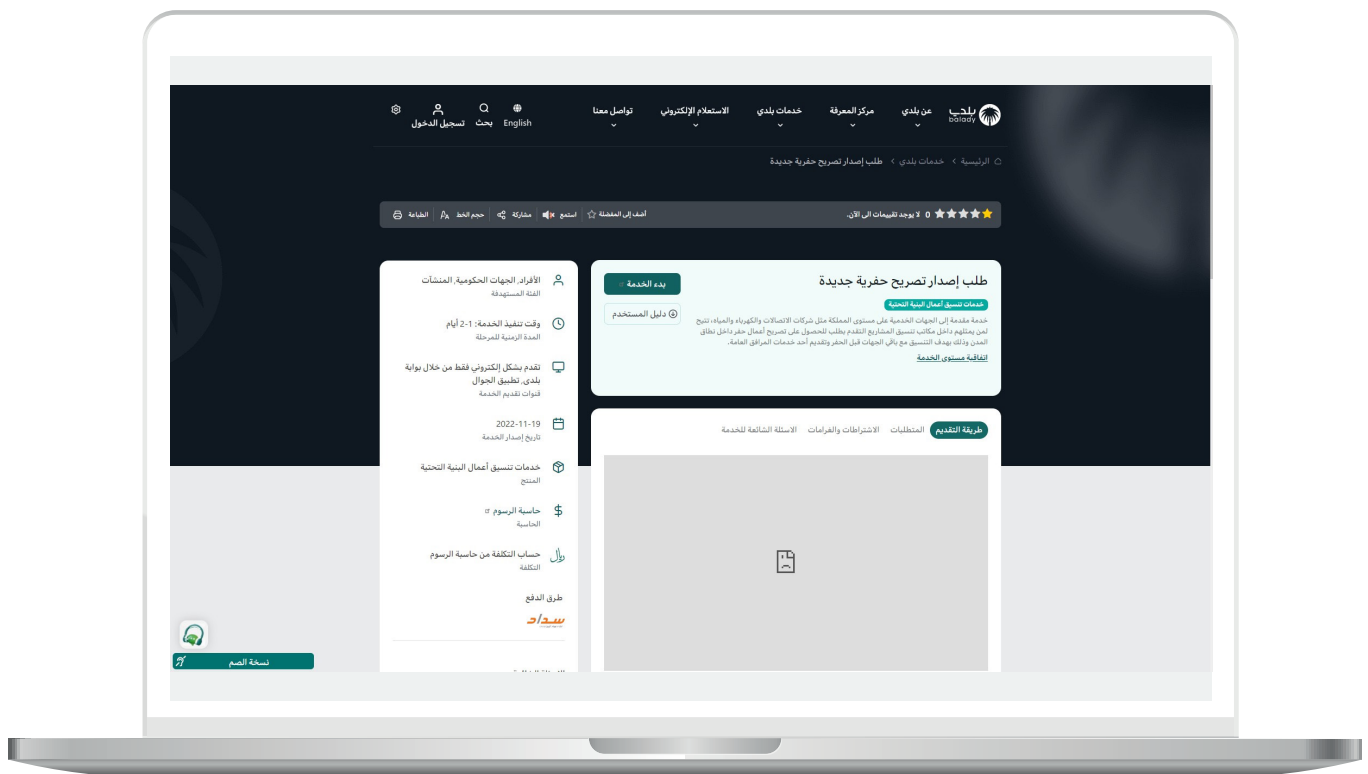 بلدي
balady
عن بلدي
مركز المعرفة
خدمات بلدي
الاستعلام الإلكتروني
تواصل معنا
English
بحث
تسجيل الدخول
الرئيسية > خدمات بلدي > طلب إصدار تصريح حفرية جديدة
0 لا يوجد تقييمات الى الآن.
أضف إلى المفضلة
استمع
مشاركة
حجم الخط
الطباعة
طلب إصدار تصريح حفرية جديدة
خدمات تنسيق أعمال البنية التحتية
خدمة مقدمة إلى الجهات الخدمية على مستوى المملكة مثل شركات الاتصالات والكهرباء والمياه، تتيح
لمن يمثلهم داخل مكاتب تنسيق المشاريع التقدم بطلب للحصول على تصريح أعمال حفر داخل نطاق
المدن وذلك بهدف التنسيق مع باقي الجهات قبل الحفر وتقديم أحد خدمات المرافق العامة.
اتفاقية مستوى الخدمة
بدء الخدمة
دليل المستخدم
طريقة التقديم
المتطلبات
الاشتراطات والغرامات
الاسئلة الشائعة للخدمة
الأفراد, الجهات الحكومية, المنشآت
الفئة المستهدفة
وقت تنفيذ الخدمة: 1-2 أيام
المدة الزمنية للمرحلة
تقدم بشكل إلكتروني فقط من خلال بوابة
بلدي, تطبيق الجوال
قنوات تقديم الخدمة
2022-11-19
تاريخ إصدار الخدمة
خدمات تنسيق أعمال البنية التحتية
المنتج
حاسبة الرسوم
الحاسبة
حساب التكلفة من حاسبة الرسوم
التكلفة
طرق الدفع
سداد
نسخة الصم